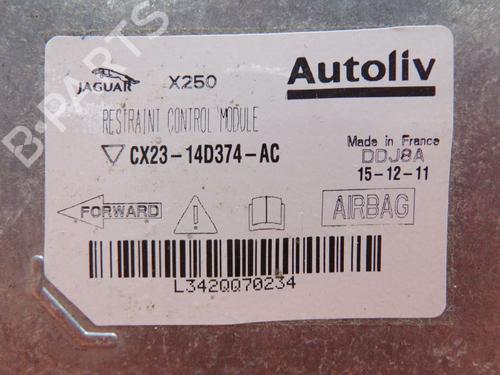 B-PARTS
JAGUAR X250 Autoliv
RESTRAINT CONTROL MODULE
CX23-14D374-AC
Made in France
DDJ8A
15-12-11
FORWARD AIRBAG
L342QQ70234